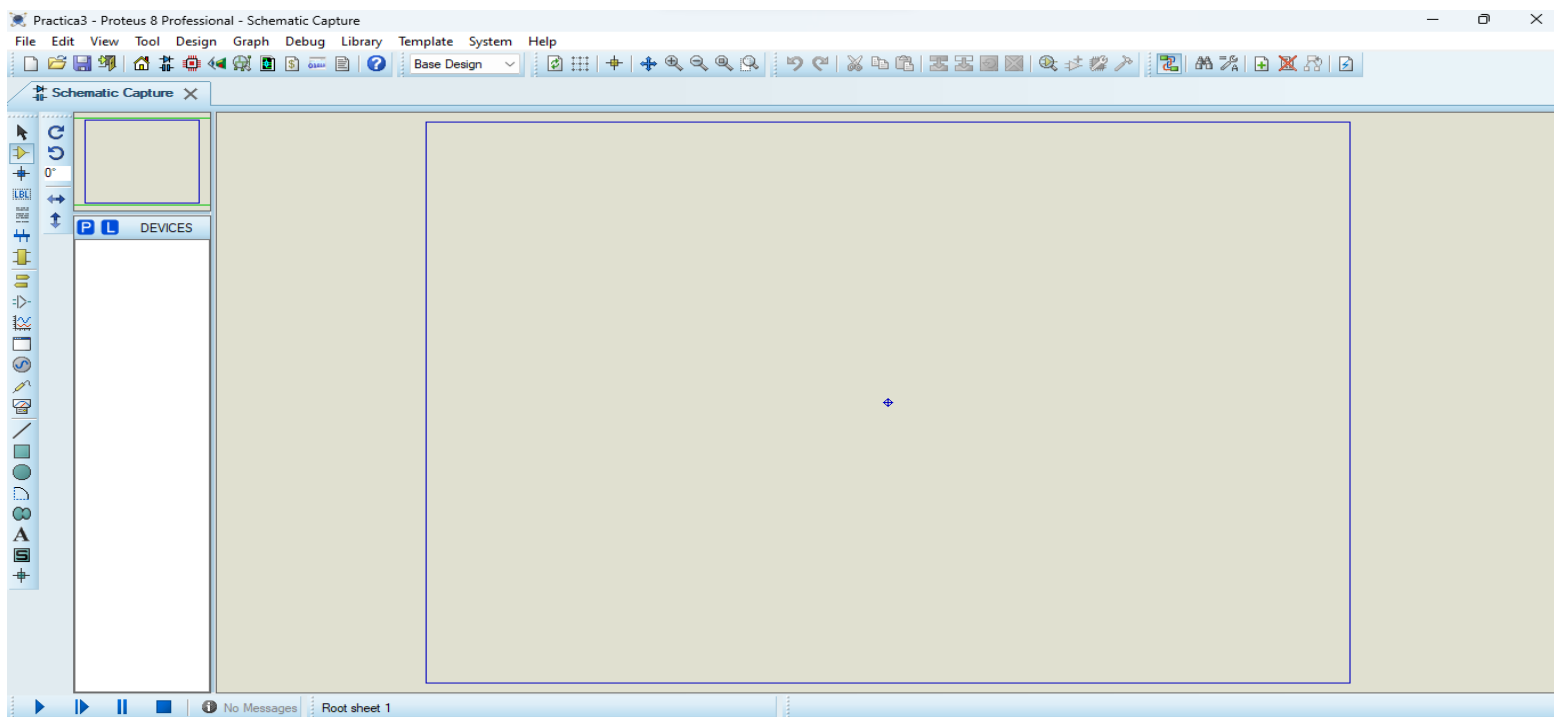 Practica3 - Proteus 8 Professional - Schematic Capture
File Edit View Tool Design Graph Debug Library Template System Help
Base Design
Schematic Capture
0°
LBL
P L DEVICES
A
S
No Messages Root sheet 1